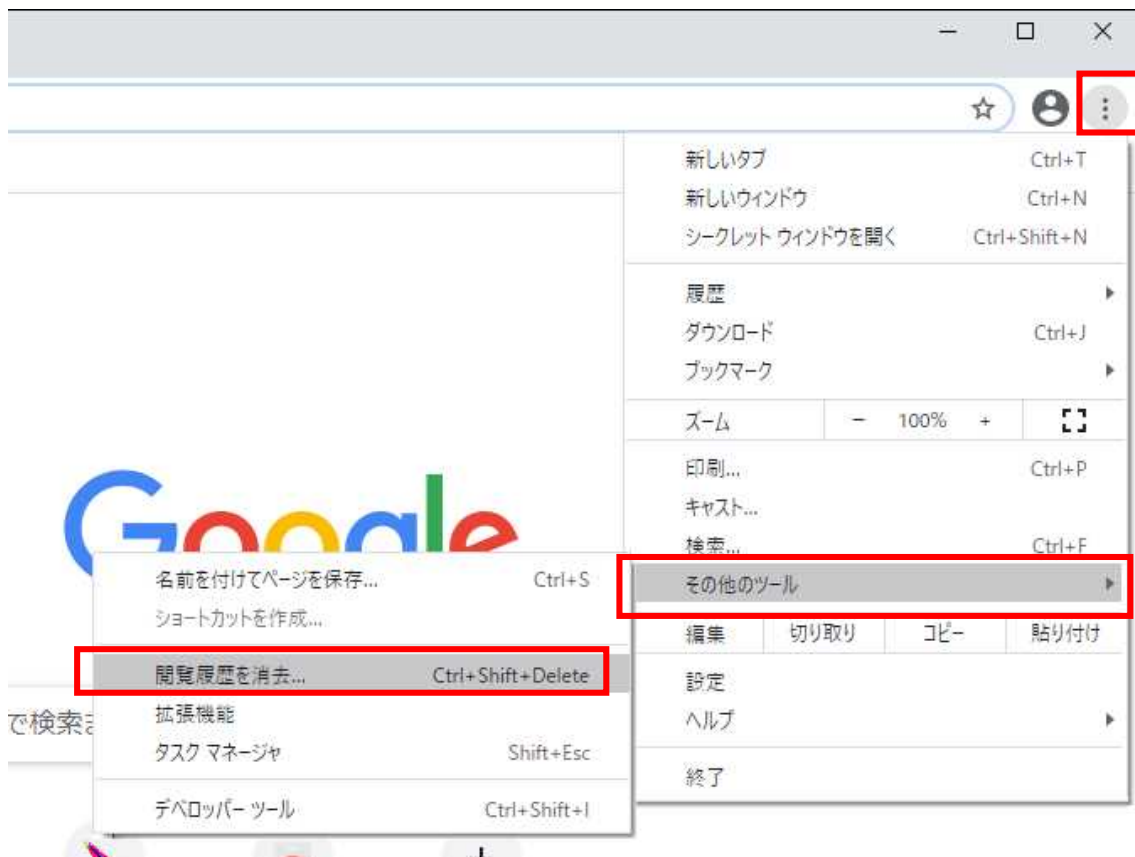 新しいタブ Ctrl+T
新しいウィンドウ Ctrl+N
シークレット ウィンドウを開く Ctrl+Shift+N
履歴
ダウンロード Ctrl+J
ブックマーク
ズーム − 100% +
印刷... Ctrl+P
キャスト...
検索... Ctrl+F
その他のツール
編集 切り取り コピー 貼り付け
設定
ヘルプ
終了
Google
名前を付けてページを保存... Ctrl+S
ショートカットを作成...
閲覧履歴を消去... Ctrl+Shift+Delete
拡張機能
タスク マネージャ Shift+Esc
デベロッパー ツール Ctrl+Shift+I
で検索